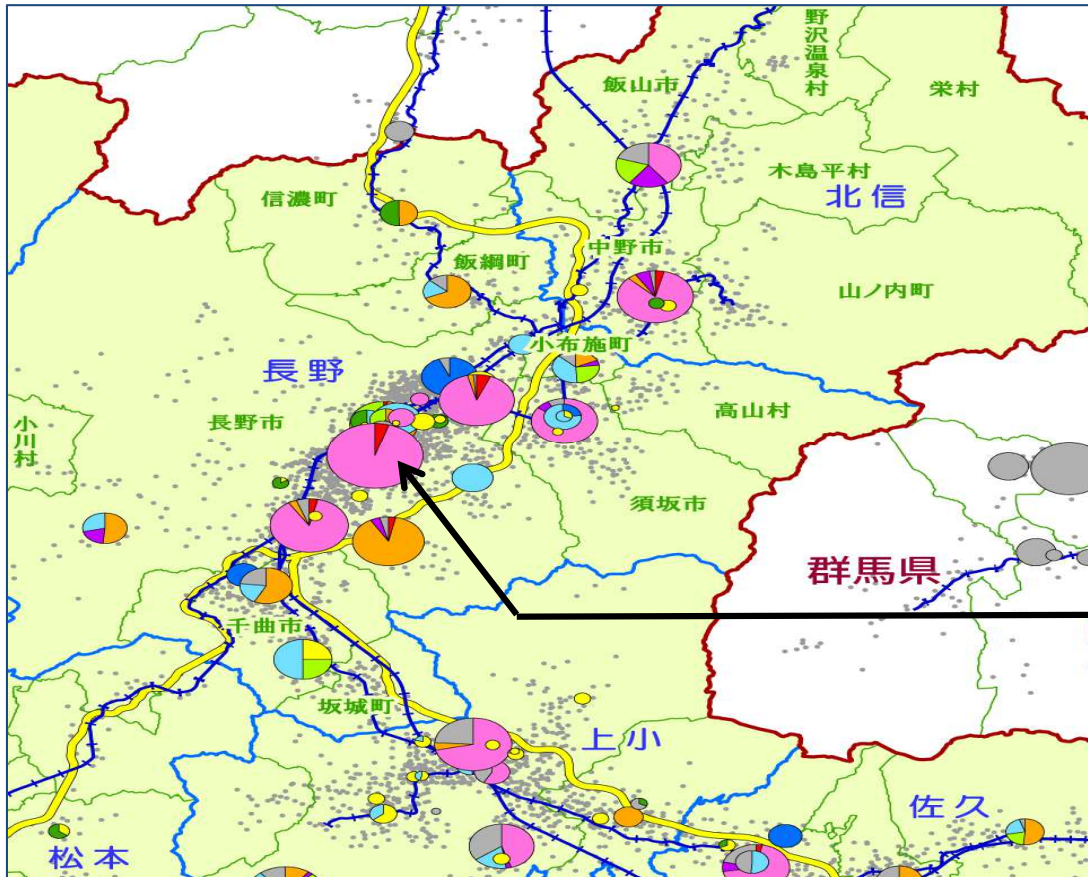 野沢温泉村
飯山市
栄村
木島平村
北信
信濃町
中野市
飯綱町
山ノ内町
小布施町
長野
高山村
長野市
小川村
須坂市
群馬県
千曲市
坂城町
上小
佐久
松本